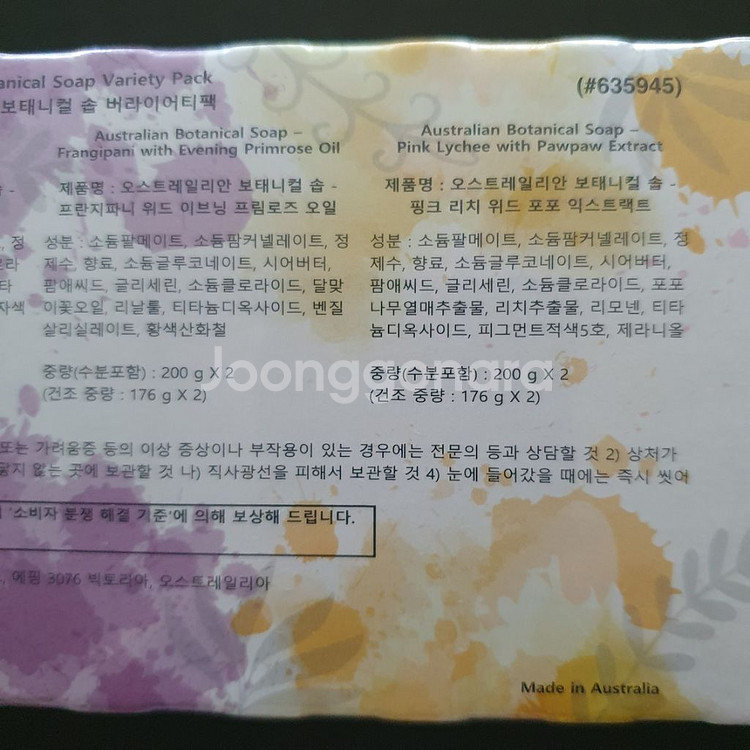 anical Soap Variety Pack
보태니컬 솝 버라이어티팩
(#635945)
Australian Botanical Soap –
Frangipani with Evening Primrose Oil
제품명 : 오스트레일리안 보태니컬 솝 -
프란지파니 위드 이브닝 프림로즈 오일
성분 : 소듐팔메이트, 소듐팜커넬레이트, 정
제수, 향료, 소듐글루코네이트, 시어버터,
팜애씨드, 글리세린, 소듐클로라이드, 달맞
이꽃오일, 리날룰, 티타늄디옥사이드, 벤질
살리실레이트, 황색산화철
중량(수분포함) : 200 g X 2
(건조 중량 : 176 g X 2)
Australian Botanical Soap –
Pink Lychee with Pawpaw Extract
제품명 : 오스트레일리안 보태니컬 솝 -
핑크 리치 위드 포포 익스트랙트
성분 : 소듐팔메이트, 소듐팜커넬레이트, 정
제수, 향료, 소듐글루코네이트, 시어버터,
팜애씨드, 글리세린, 소듐클로라이드, 포포
나무열매추출물, 리치추출물, 리모넨, 티타
늄디옥사이드, 피그먼트적색5호, 제라니올
중량(수분포함) : 200 g X 2
(건조 중량 : 176 g X 2)
Joonggonara
또는 가려움증 등의 이상 증상이나 부작용이 있는 경우에는 전문의 등과 상담할 것 2) 상처가
닿지 않는 곳에 보관할 것 나) 직사광선을 피해서 보관할 것 4) 눈에 들어갔을 때에는 즉시 씻어
'소비자 분쟁 해결 기준'에 의해 보상해 드립니다.
에핑 3076 빅토리아, 오스트레일리아
Made in Australia